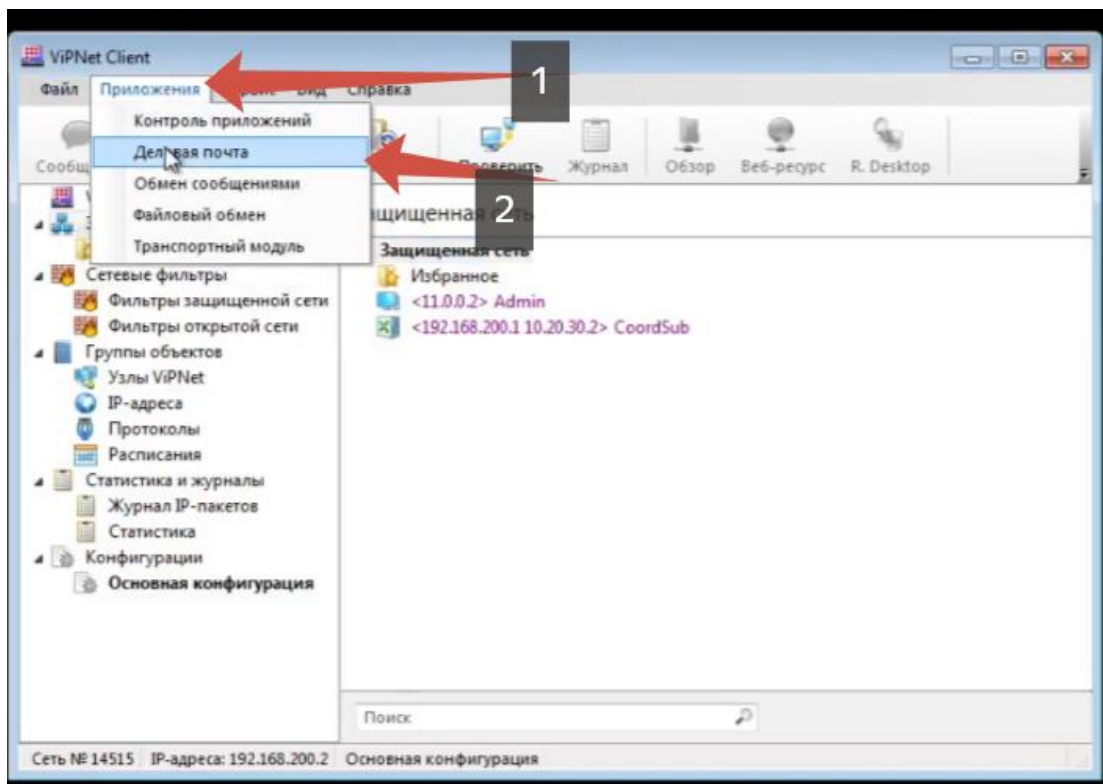 ViPNet Client
1
Файл Приложения Вид Справка
Контроль приложений
Деловая почта
Обмен сообщениями
Файловый обмен
Транспортный модуль
Проверить Журнал Обзор Веб-ресурс R. Desktop
2
Защищенная сеть
Избранное
<11.0.0.2> Admin
<192.168.200.1 10.20.30.2> CoordSub
Сетевые фильтры
Фильтры защищенной сети
Фильтры открытой сети
Группы объектов
Узлы ViPNet
IP-адреса
Протоколы
Расписания
Статистика и журналы
Журнал IP-пакетов
Статистика
Конфигурации
Основная конфигурация
Поиск
Сеть № 14515 IP-адреса: 192.168.200.2 Основная конфигурация